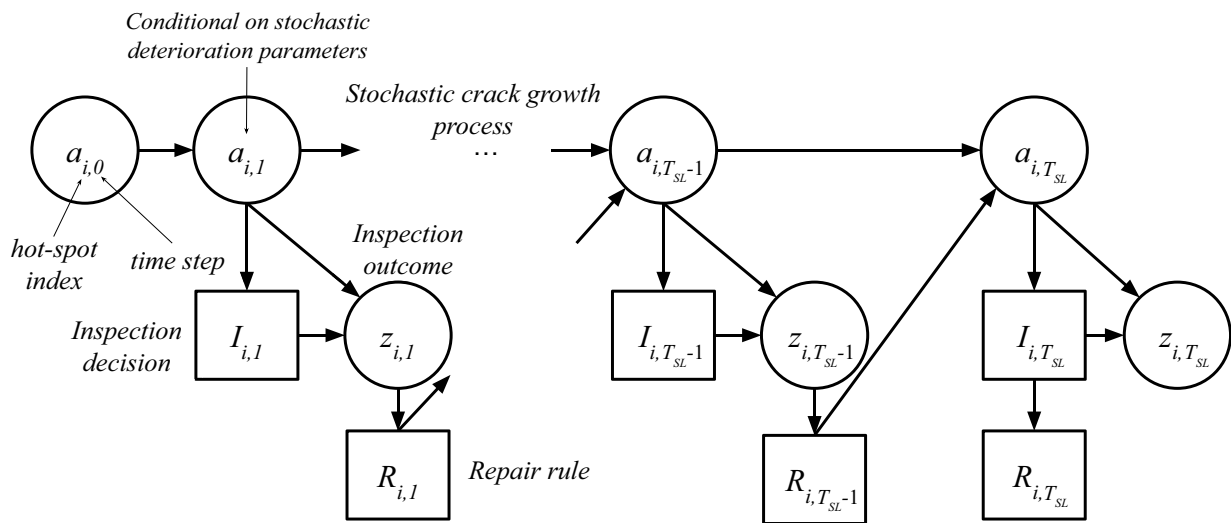 Conditional on stochastic
deterioration parameters
Stochastic crack growth
process
a_{i,0}
a_{i,1}
...
a_{i,T_{SL}-1}
a_{i,T_{SL}}
hot-spot
index
time step
Inspection
outcome
Inspection
decision
I_{i,1}
z_{i,1}
I_{i,T_{SL}-1}
z_{i,T_{SL}-1}
I_{i,T_{SL}}
z_{i,T_{SL}}
R_{i,1}
Repair rule
R_{i,T_{SL}-1}
R_{i,T_{SL}}